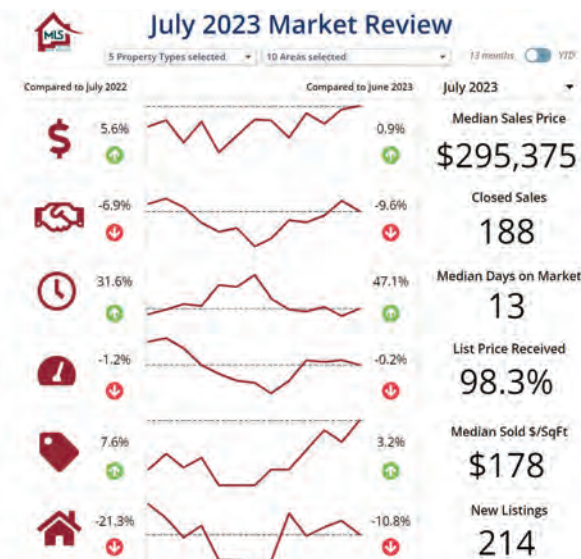 MLS
July 2023 Market Review
5 Property Types selected
10 Areas selected
13 months
YTD
Compared to July 2022
Compared to June 2023
July 2023
5.6%
0.9%
Median Sales Price
$295,375
-6.9%
-9.6%
Closed Sales
188
31.6%
47.1%
Median Days on Market
13
-1.2%
-0.2%
List Price Received
98.3%
7.6%
3.2%
Median Sold $/SqFt
$178
-21.3%
-10.8%
New Listings
214